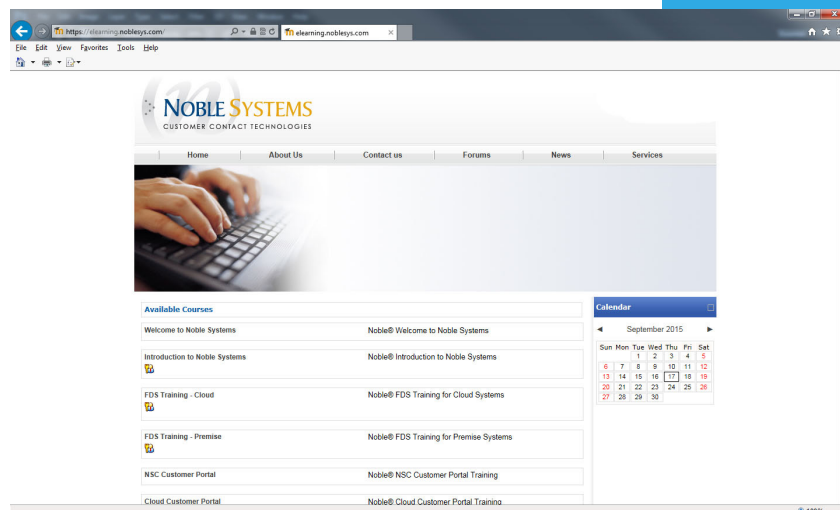 https://elearning.noblesys.com/
elearning.noblesys.com
File Edit View Favorites Tools Help
NOBLE SYSTEMS
CUSTOMER CONTACT TECHNOLOGIES
Home About Us Contact us Forums News Services
Available Courses
Welcome to Noble Systems Noble® Welcome to Noble Systems
Introduction to Noble Systems Noble® Introduction to Noble Systems
FDS Training - Cloud Noble® FDS Training for Cloud Systems
FDS Training - Premise Noble® FDS Training for Premise Systems
NSC Customer Portal Noble® NSC Customer Portal Training
Cloud Customer Portal Noble® Cloud Customer Portal Training
Calendar
September 2015
Sun Mon Tue Wed Thu Fri Sat
1 2 3 4 5
6 7 8 9 10 11 12
13 14 15 16 17 18 19
20 21 22 23 24 25 26
27 28 29 30